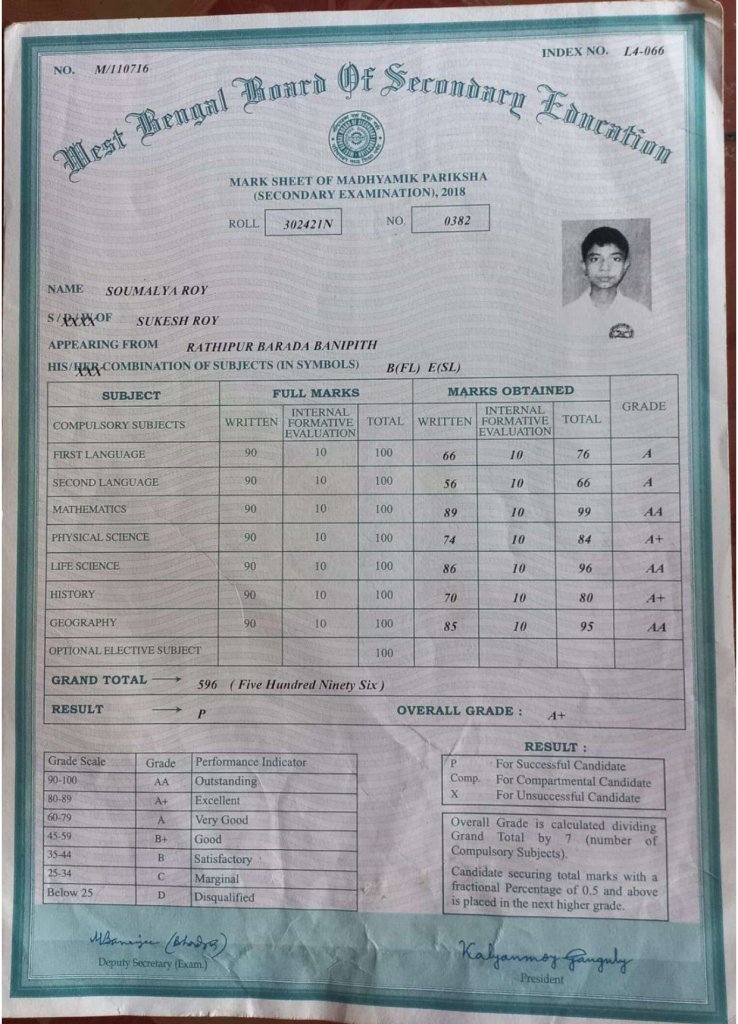 NO. M/110716
INDEX NO. L4-066
West Bengal Board Of Secondary Education
MARK SHEET OF MADHYAMIK PARIKSHA
(SECONDARY EXAMINATION), 2018
ROLL 302421N NO. 0382
NAME SOUMALYA ROY
S / D / W OF SUKESH ROY
APPEARING FROM RATHIPUR BARADA BANIPITH
HIS/HER COMBINATION OF SUBJECTS (IN SYMBOLS) B(FL) E(SL)
SUBJECT FULL MARKS MARKS OBTAINED GRADE
COMPULSORY SUBJECTS WRITTEN INTERNAL FORMATIVE EVALUATION TOTAL WRITTEN INTERNAL FORMATIVE EVALUATION TOTAL
FIRST LANGUAGE 90 10 100 66 10 76 A
SECOND LANGUAGE 90 10 100 56 10 66 A
MATHEMATICS 90 10 100 89 10 99 AA
PHYSICAL SCIENCE 90 10 100 74 10 84 A+
LIFE SCIENCE 90 10 100 86 10 96 AA
HISTORY 90 10 100 70 10 80 A+
GEOGRAPHY 90 10 100 85 10 95 AA
OPTIONAL ELECTIVE SUBJECT 100
GRAND TOTAL → 596 ( Five Hundred Ninety Six )
RESULT → P OVERALL GRADE : A+
Grade Scale Grade Performance Indicator
90-100 AA Outstanding
80-89 A+ Excellent
60-79 A Very Good
45-59 B+ Good
35-44 B Satisfactory
25-34 C Marginal
Below 25 D Disqualified
RESULT :
P For Successful Candidate
Comp. For Compartmental Candidate
X For Unsuccessful Candidate
Overall Grade is calculated dividing
Grand Total by 7 (number of
Compulsory Subjects).
Candidate securing total marks with a
fractional Percentage of 0.5 and above
is placed in the next higher grade.
Deputy Secretary (Exam.)
Kalyanmoy Ganguly
President